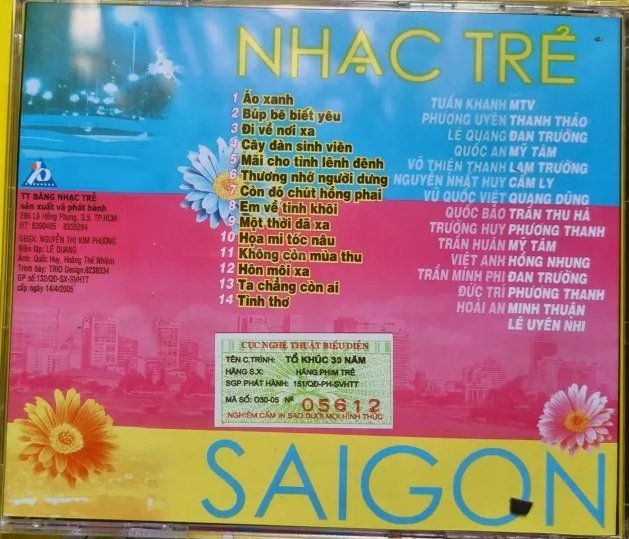 NHẠC TRẺ
1 Áo xanh TUẤN KHANH MTV
2 Búp bê biết yêu PHƯƠNG UYÊN THANH THẢO
3 Đi về nơi xa LÊ QUANG ĐAN TRƯỜNG
4 Cây đàn sinh viên QUỐC AN MỸ TÂM
5 Mãi cho tình lênh đênh VÕ THIỆN THANH LAM TRƯỜNG
6 Thương nhớ người dưng NGUYỄN NHẬT HUY CẨM LY
7 Còn đó chút hồng phai VŨ QUỐC VIỆT QUANG DŨNG
8 Em về tinh khôi QUỐC BẢO TRẦN THU HÀ
9 Một thời đã xa TRƯỜNG HUY PHƯƠNG THANH
10 Họa mi tóc nâu TRẦN HUÂN MỸ TÂM
11 Không còn mùa thu VIỆT ANH HỒNG NHUNG
12 Hôn môi xa TRẦN MINH PHI ĐAN TRƯỜNG
13 Ta chẳng còn ai ĐỨC TRÍ PHƯƠNG THANH
14 Tình thơ HOÀI AN MINH THUẬN
LÊ UYÊN NHI
TT BĂNG NHẠC TRẺ
sản xuất và phát hành
286 Lê Hồng Phong, Q.5, TP.HCM
ĐT: 8390405 8355294
GĐSX: NGUYỄN THỊ KIM PHƯỢNG
Biên tập: LÊ QUANG
Ảnh: Quốc Huy, Hoàng Thế Nhiệm
Trình bày: TRIO Design:8238334
GP số:132/QĐ-SX-SVHTT
cấp ngày 14/4/2005
CỤC NGHỆ THUẬT BIỂU DIỄN
TÊN C.TRÌNH: TỔ KHÚC 30 NĂM
HÃNG S.X: HÃNG PHIM TRẺ
SGP PHÁT HÀNH: 151/QĐ-PH-SVHTT
MÃ SỐ: O30-05 Nº 05612
NGHIÊM CẤM IN SAO DƯỚI MỌI HÌNH THỨC
SAIGON